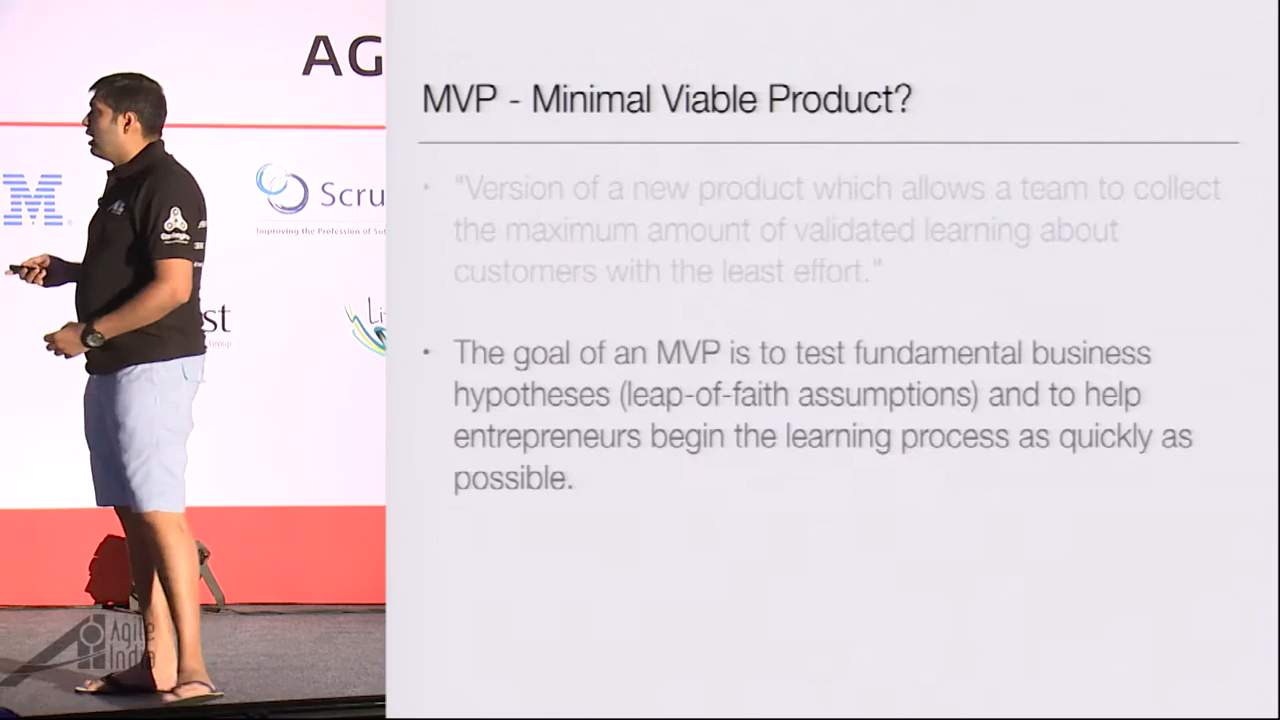 AG
M
Scru
Improving the Profession of Sof
st
Group
Li
Agile
India
MVP - Minimal Viable Product?
• "Version of a new product which allows a team to collect
the maximum amount of validated learning about
customers with the least effort."
• The goal of an MVP is to test fundamental business
hypotheses (leap-of-faith assumptions) and to help
entrepreneurs begin the learning process as quickly as
possible.